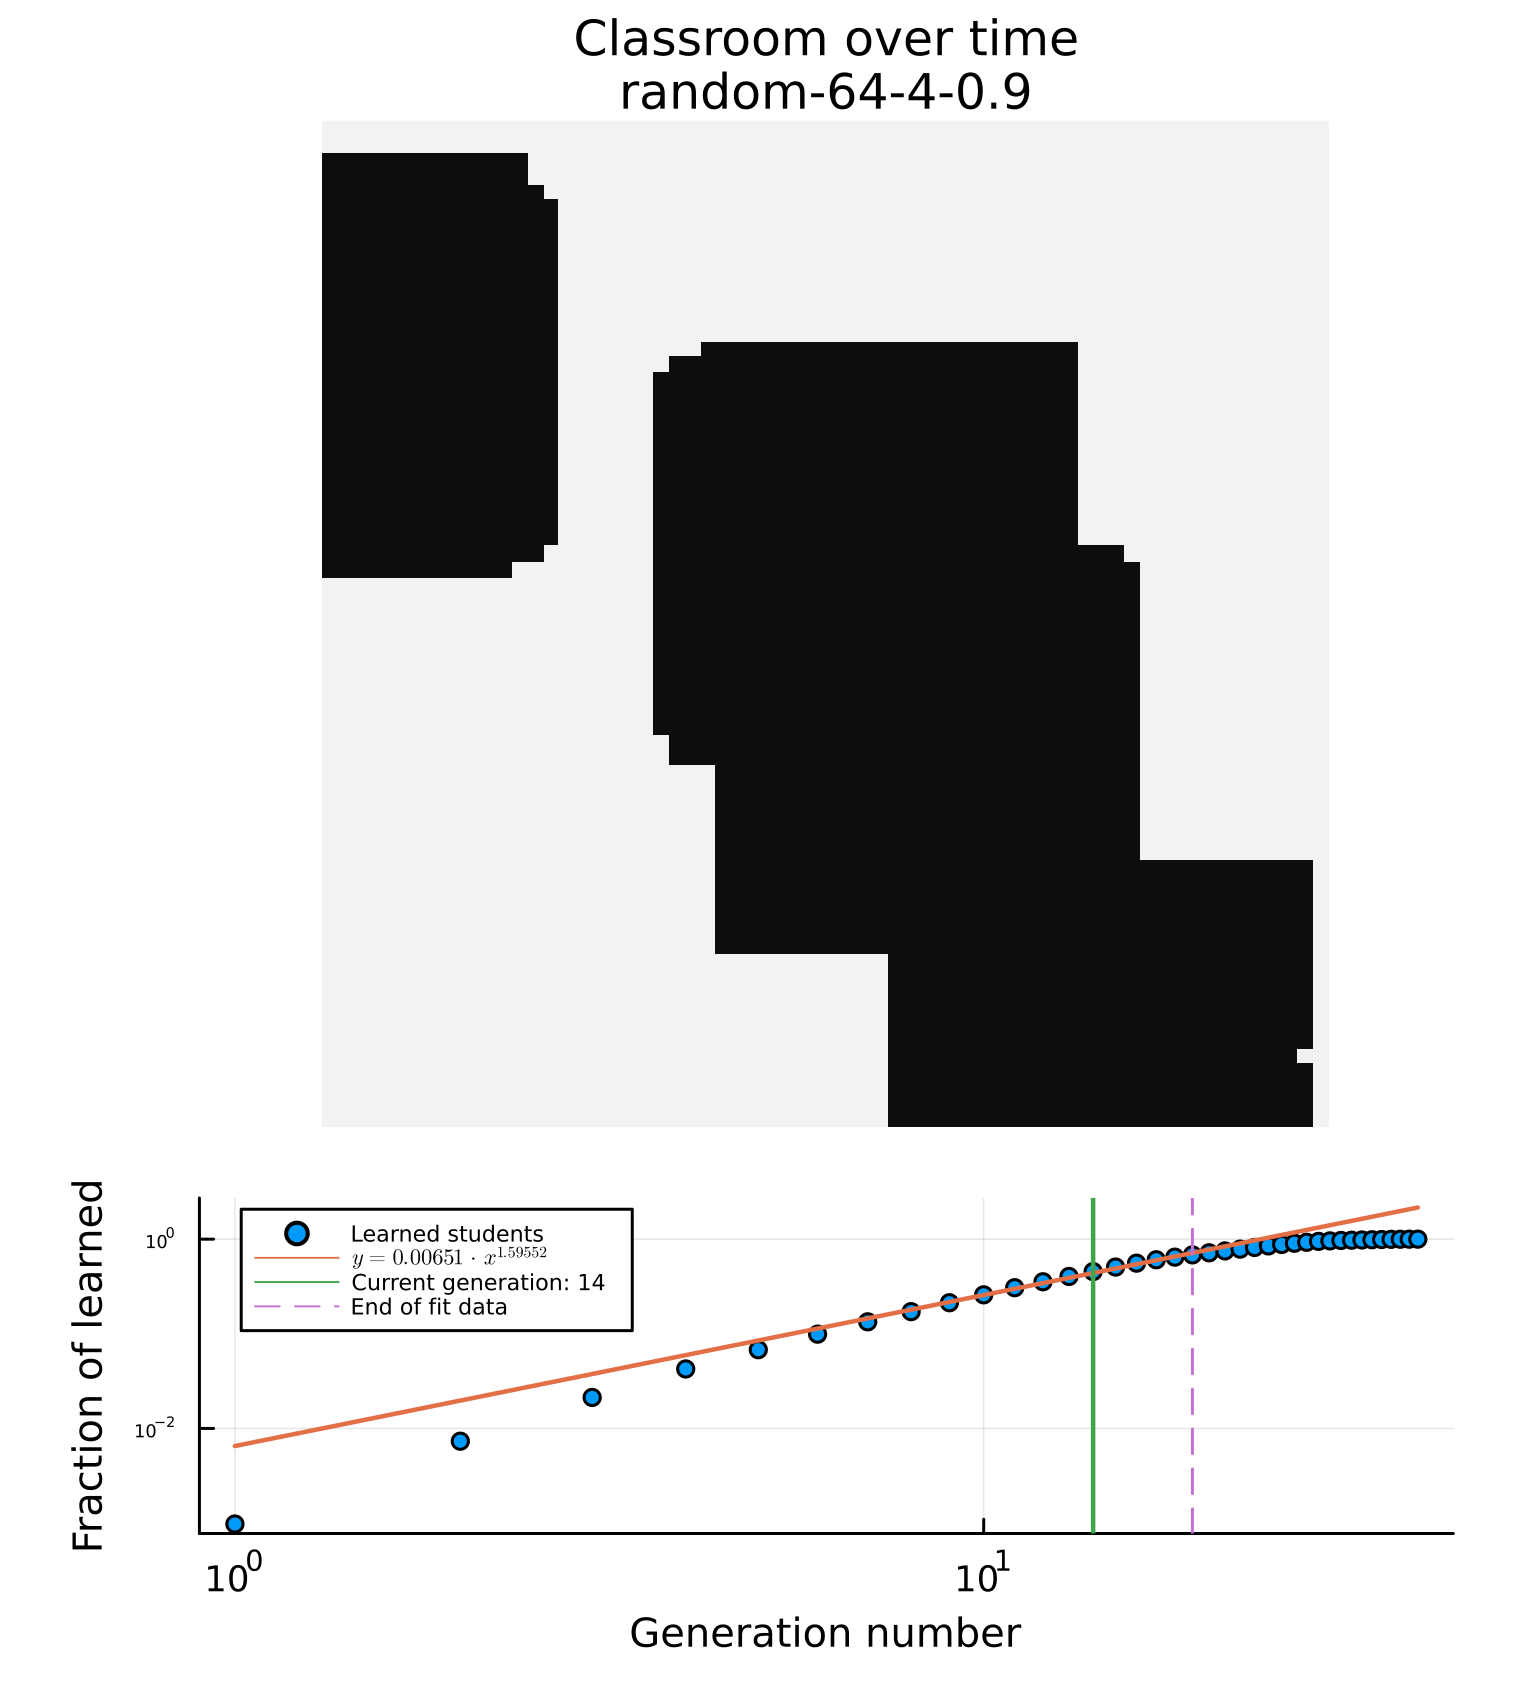 Classroom over time
random-64-4-0.9
Fraction of learned
10^0
10^-2
Learned students
y = 0.00651 · x^1.59552
Current generation: 14
End of fit data
10^0 10^1
Generation number